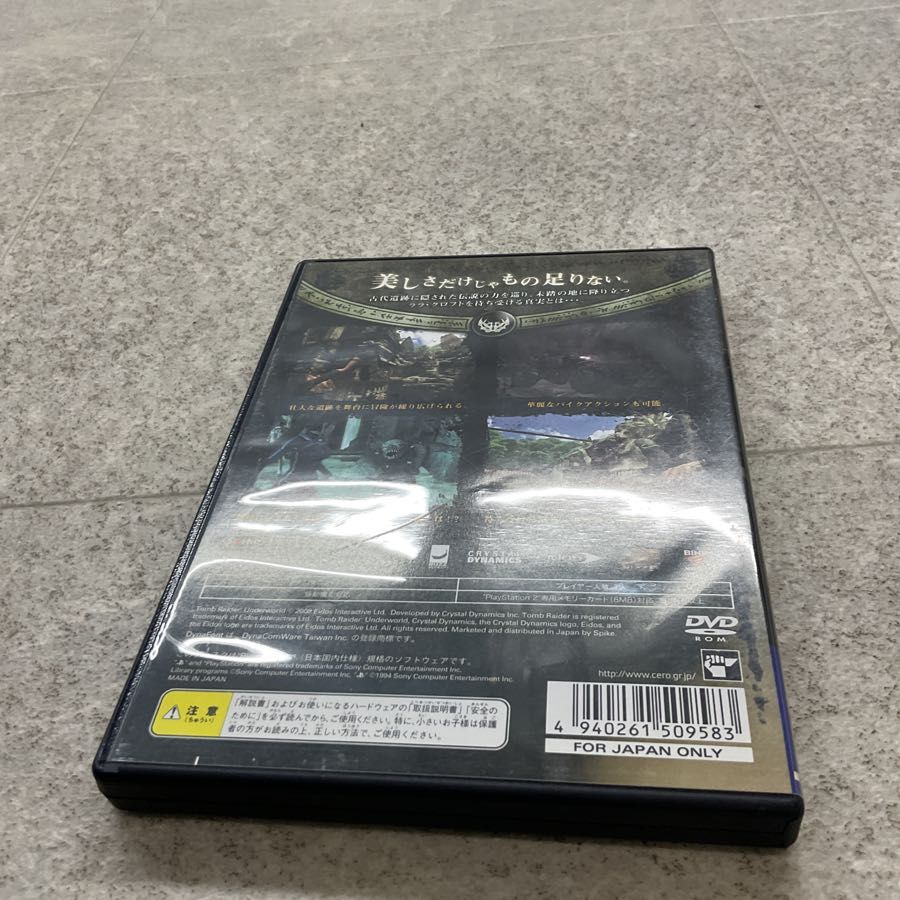 美しさだけじゃもの足りない。
古代遺跡に隠された伝説の力を巡り、未踏の地に降り立つ
ララ・クロフトを待ち受ける真実とは・・・
壮大な遺跡を舞台に冒険が繰り広げられる。
華麗なバイクアクションも可能
は!?
CRYSTAL
DYNAMICS
プレイヤー人数
振動機能対応
"PlayStation 2"専用メモリーカード(8MB)対応
Tomb Raider: Underworld © Eidos Interactive Ltd. Developed by Crystal Dynamics Inc. Tomb Raider is registered
trademark of Eidos Interactive Ltd. Tomb Raider: Underworld, Crystal Dynamics, the Crystal Dynamics logo, Eidos, and
the Eidos logo are trademarks of Eidos Interactive Ltd. All rights reserved. Marketed and distributed in Japan by Spike.
DynaFont は、DynaComWare Taiwan Inc. の登録商標です。
(日本国内仕様)規格のソフトウェアです。
and "PlayStation" are registered trademarks of Sony Computer Entertainment Inc.
Library programs ©Sony Computer Entertainment Inc. ©1994 Sony Computer Entertainment Inc.
MADE IN JAPAN
DVD
ROM
http://www.cero.gr.jp/
注意
(ちゅうい)
「解説書」およびお使いになるハードウェアの「取扱説明書」「安全の
ために」を必ず読んでから、ご使用ください。特に、小さいお子様は保護
者の方がお読みの上、正しい方法で、ご使用ください。
4 940261 509583
FOR JAPAN ONLY